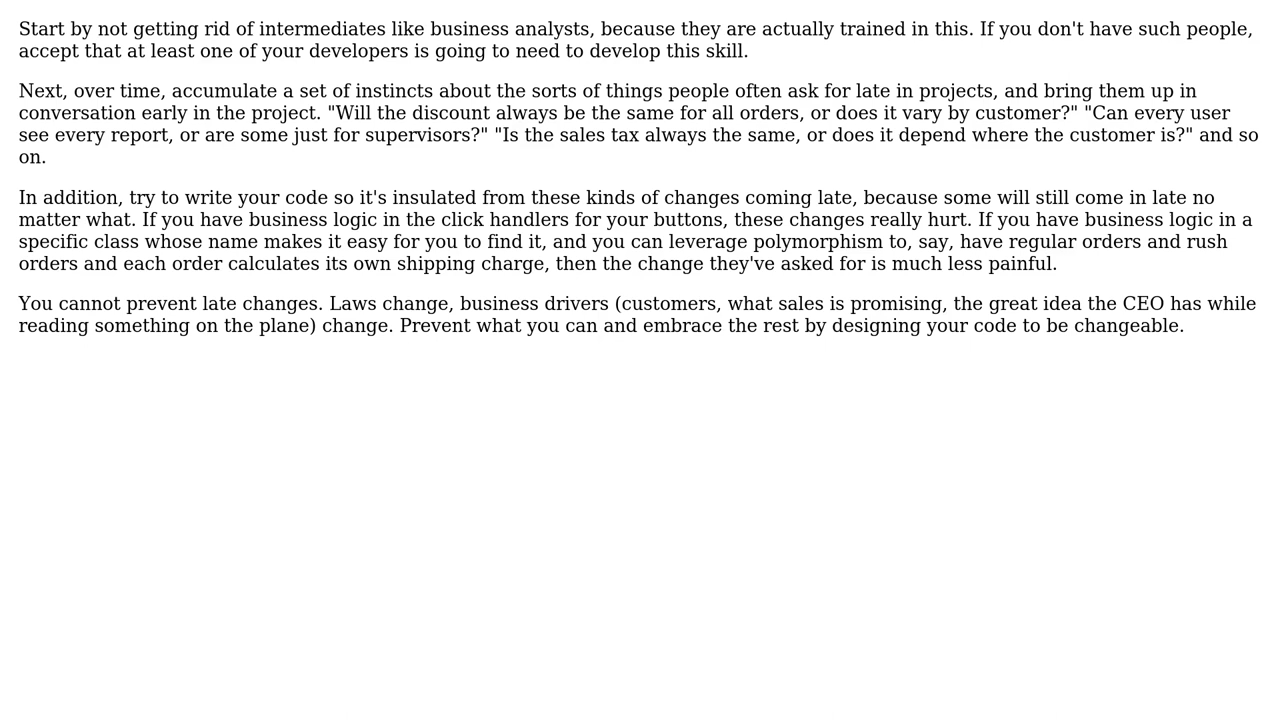 Start by not getting rid of intermediates like business analysts, because they are actually trained in this. If you don't have such people,
accept that at least one of your developers is going to need to develop this skill.
Next, over time, accumulate a set of instincts about the sorts of things people often ask for late in projects, and bring them up in
conversation early in the project. "Will the discount always be the same for all orders, or does it vary by customer?" "Can every user
see every report, or are some just for supervisors?" "Is the sales tax always the same, or does it depend where the customer is?" and so
on.
In addition, try to write your code so it's insulated from these kinds of changes coming late, because some will still come in late no
matter what. If you have business logic in the click handlers for your buttons, these changes really hurt. If you have business logic in a
specific class whose name makes it easy for you to find it, and you can leverage polymorphism to, say, have regular orders and rush
orders and each order calculates its own shipping charge, then the change they've asked for is much less painful.
You cannot prevent late changes. Laws change, business drivers (customers, what sales is promising, the great idea the CEO has while
reading something on the plane) change. Prevent what you can and embrace the rest by designing your code to be changeable.